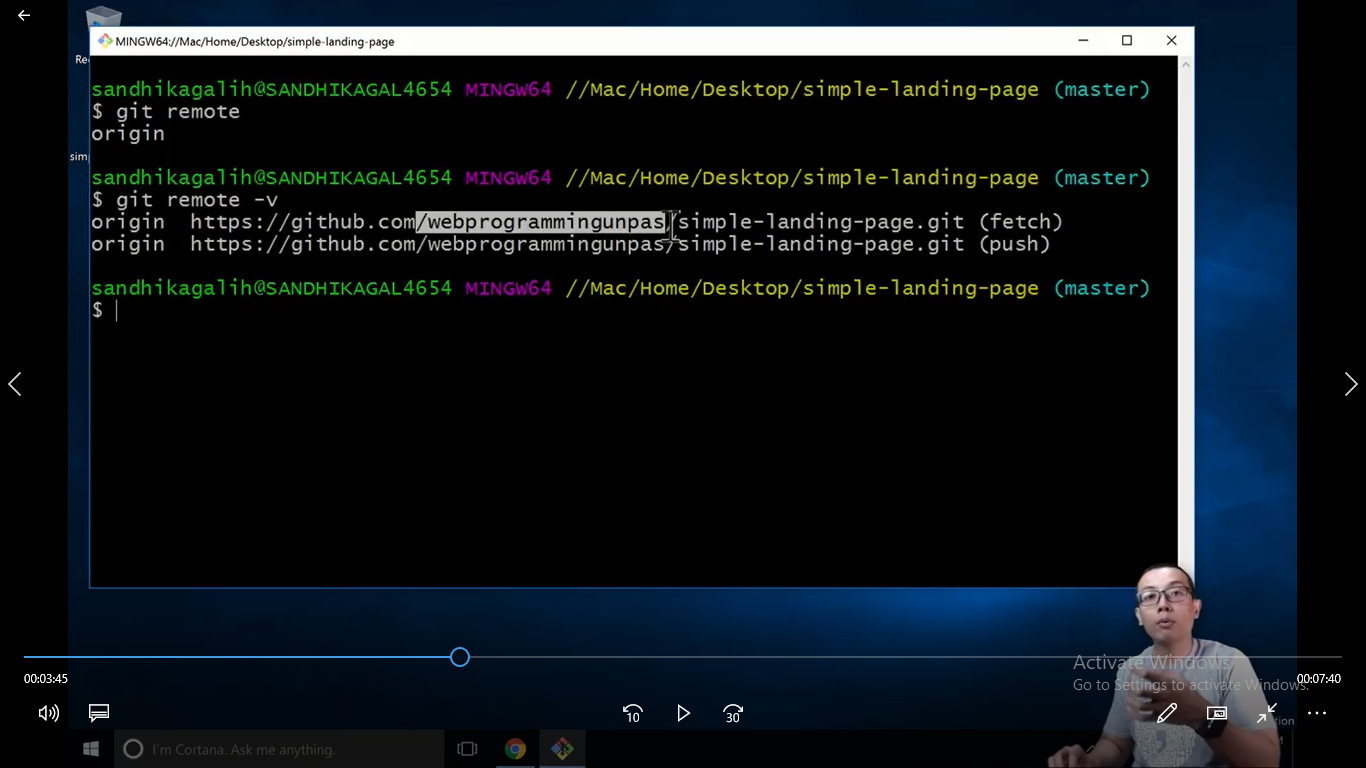 MINGW64://Mac/Home/Desktop/simple-landing-page
Re
sandhikagalih@SANDHIKAGAL4654 MINGW64 //Mac/Home/Desktop/simple-landing-page (master)
$ git remote
origin
sim
sandhikagalih@SANDHIKAGAL4654 MINGW64 //Mac/Home/Desktop/simple-landing-page (master)
$ git remote -v
origin  https://github.com/webprogrammingunpas/simple-landing-page.git (fetch)
origin  https://github.com/webprogrammingunpas/simple-landing-page.git (push)
sandhikagalih@SANDHIKAGAL4654 MINGW64 //Mac/Home/Desktop/simple-landing-page (master)
$
Activate Windows
Go to Settings to activate Windows.
00:03:45
00:07:40
10
30
I'm Cortana. Ask me anything.